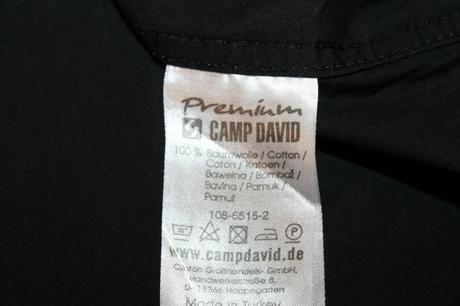 Premium
CAMP DAVID
100 % Baumwolle / Cotton /
Coton / Katoen /
Bawełna / Bombaž /
Bavlna / Pamuk /
Pamut
108-6515-2
www.campdavid.de
Clinton Großhandels- GmbH,
Handwerkerstraße 19,
D - 15366 Hoppegarten
Made in Turkey